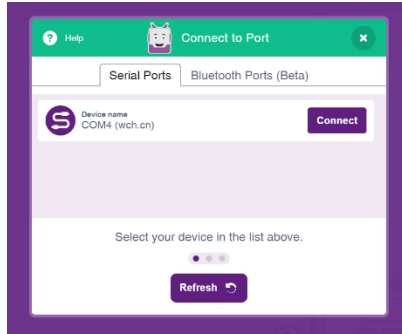 Help
Connect to Port
Serial Ports
Bluetooth Ports (Beta)
Device name
COM4 (wch.cn)
Connect
Select your device in the list above.
Refresh